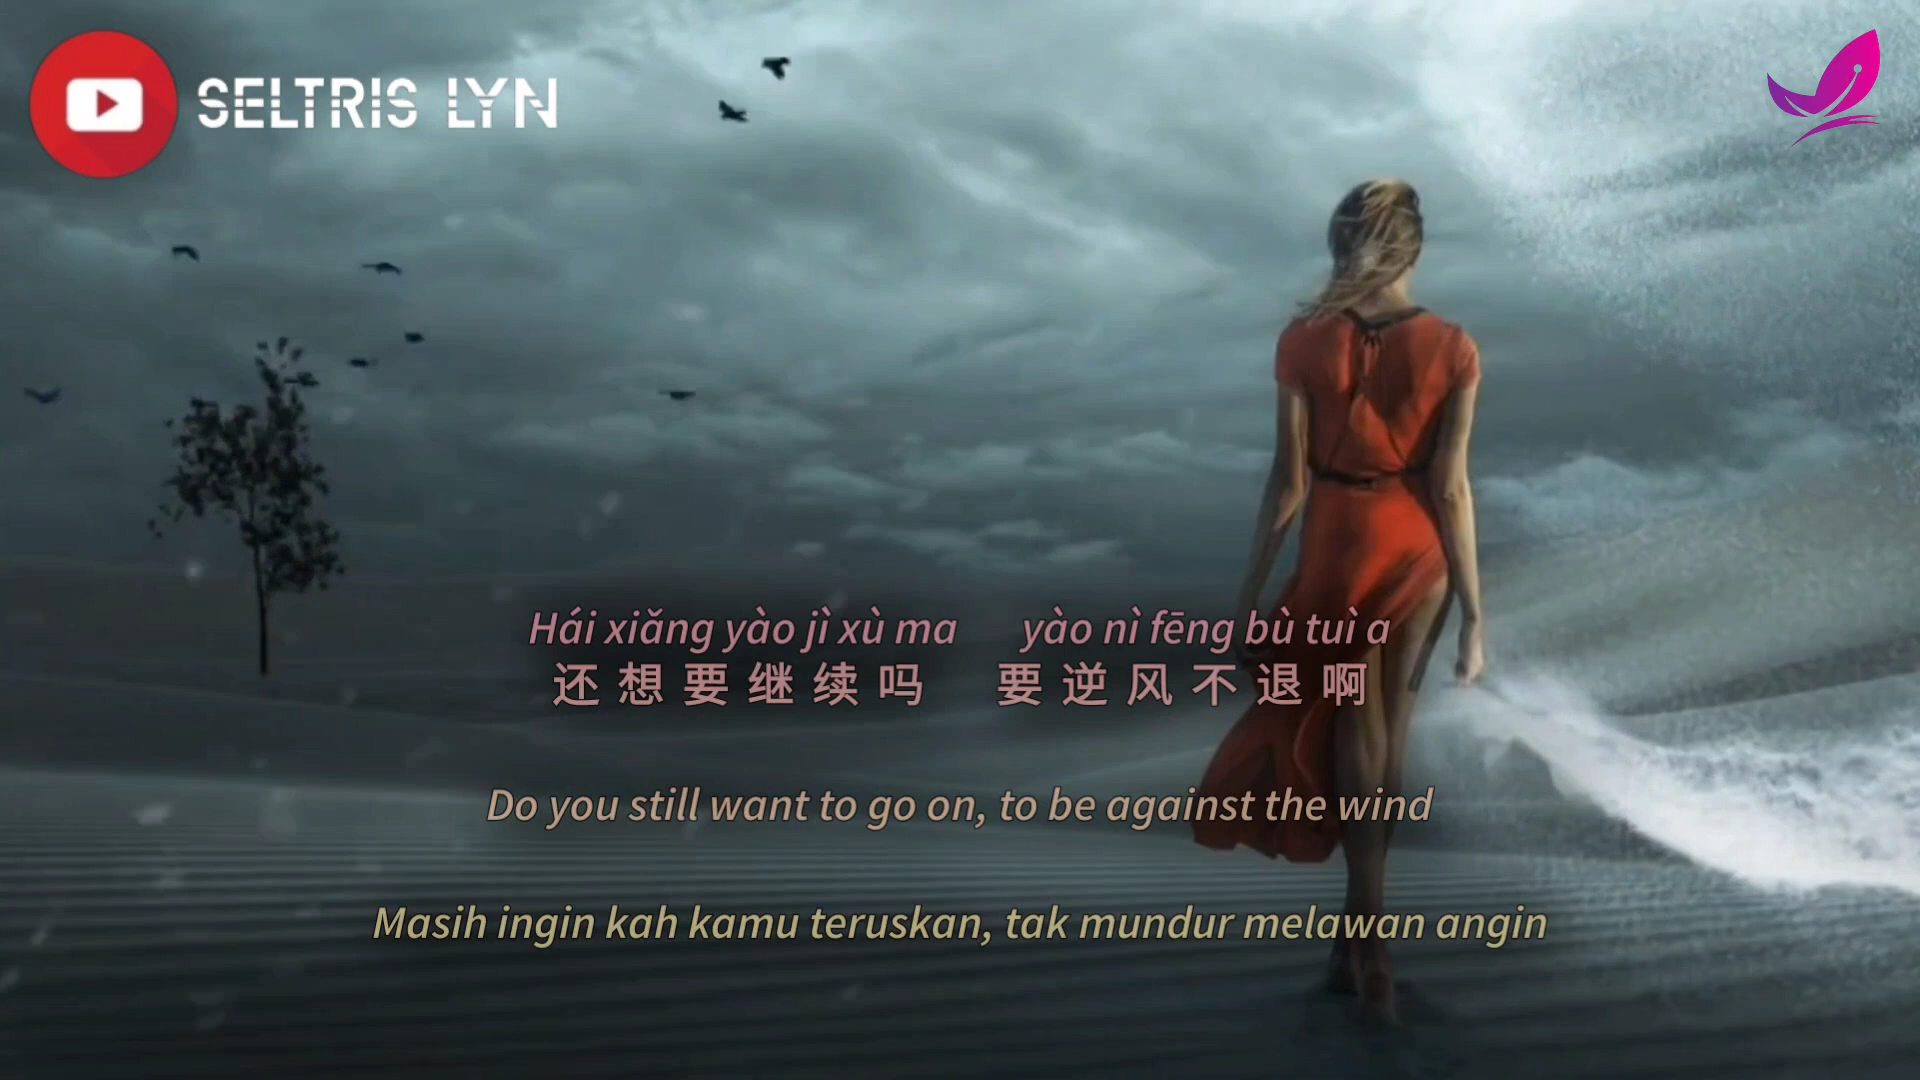 SELTRIS LYN
Hái xiǎng yào jì xù ma yào nì fēng bù tuì a
还想要继续吗 要逆风不退啊
Do you still want to go on, to be against the wind
Masih ingin kah kamu teruskan, tak mundur melawan angin